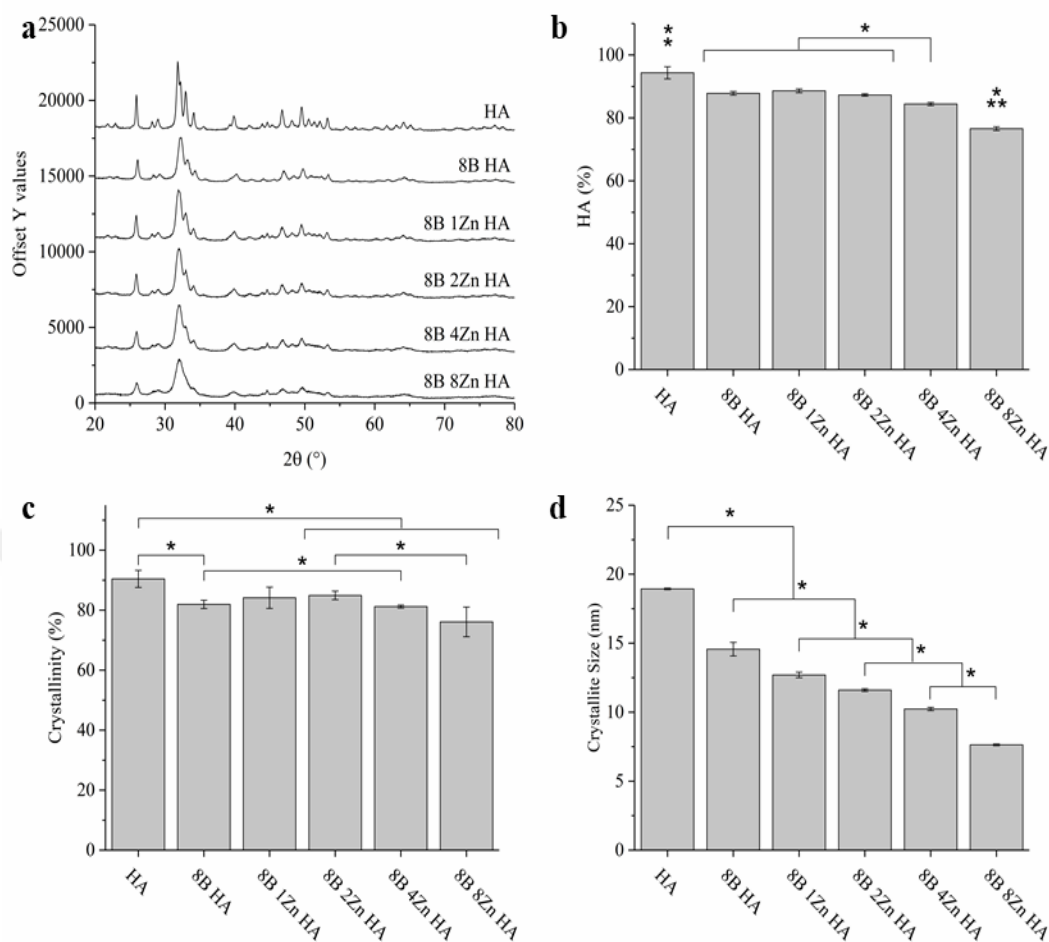 a
25000
20000
15000
10000
5000
0
Offset Y values
HA
8B HA
8B 1Zn HA
8B 2Zn HA
8B 4Zn HA
8B 8Zn HA
20 30 40 50 60 70 80
2θ (°)
b
100
80
60
40
20
0
HA (%)
*
*
*
*
**
HA
8B HA
8B 1Zn HA
8B 2Zn HA
8B 4Zn HA
8B 8Zn HA
c
100
80
60
40
20
0
Crystallinity (%)
*
*
*
*
HA
8B HA
8B 1Zn HA
8B 2Zn HA
8B 4Zn HA
8B 8Zn HA
d
25
20
15
10
5
0
Crystallite Size (nm)
*
*
*
*
*
HA
8B HA
8B 1Zn HA
8B 2Zn HA
8B 4Zn HA
8B 8Zn HA